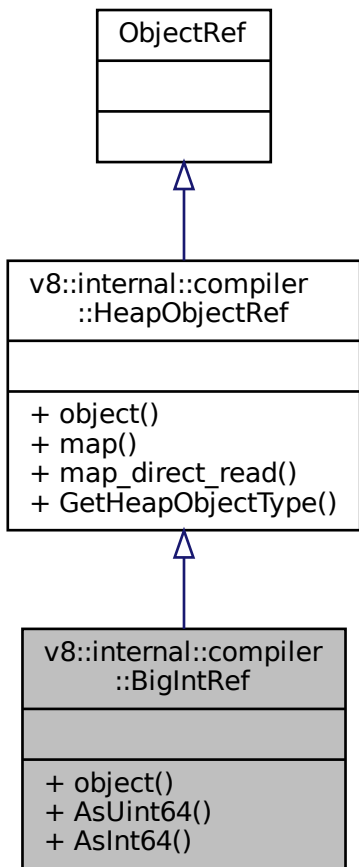 ObjectRef
v8::internal::compiler
::HeapObjectRef
+ object()
+ map()
+ map_direct_read()
+ GetHeapObjectType()
v8::internal::compiler
::BigIntRef
+ object()
+ AsUint64()
+ AsInt64()